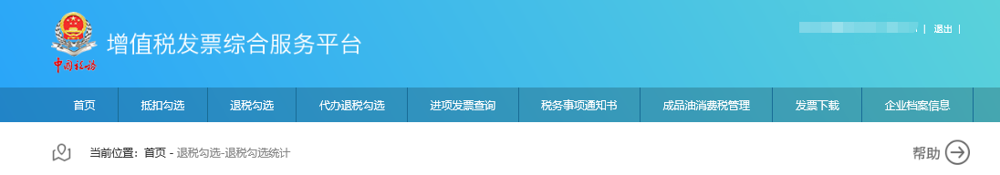 增值税发票综合服务平台
中国税务
| 退出 |
首页 抵扣勾选 退税勾选 代办退税勾选 进项发票查询 税务事项通知书 成品油消费税管理 发票下载 企业档案信息
当前位置：首页 - 退税勾选-退税勾选统计 帮助